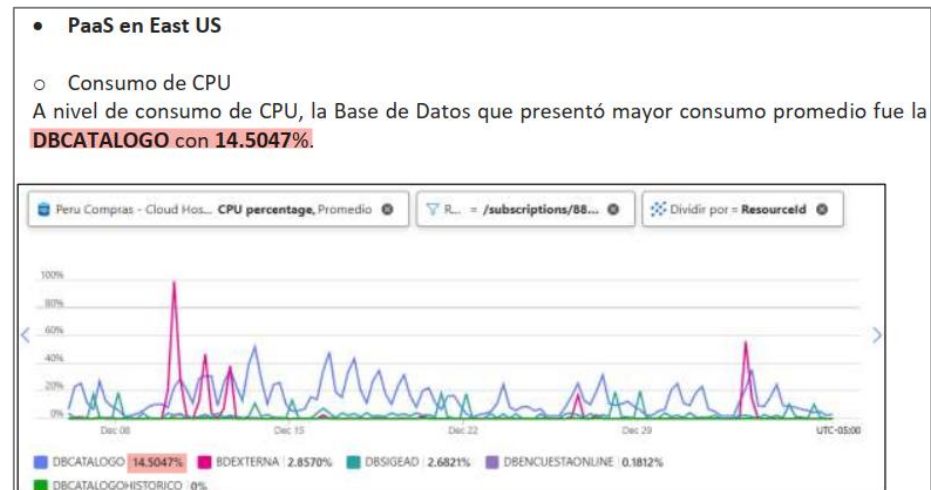 • PaaS en East US
○ Consumo de CPU
A nivel de consumo de CPU, la Base de Datos que presentó mayor consumo promedio fue la
DBCATALOGO con 14.5047%.
Peru Compras - Cloud Hos... CPU percentage, Promedio R... = /subscriptions/88... Dividir por = ResourceId
100%
80%
60%
40%
20%
0%
Dec 08 Dec 15 Dec 22 Dec 29 UTC-05:00
DBCATALOGO 14.5047% BDEXTERNA 2.8570% DBSIGEAD 2.6821% DBENCUESTAONLINE 0.1812%
DBCATALOGOHISTORICO 0%